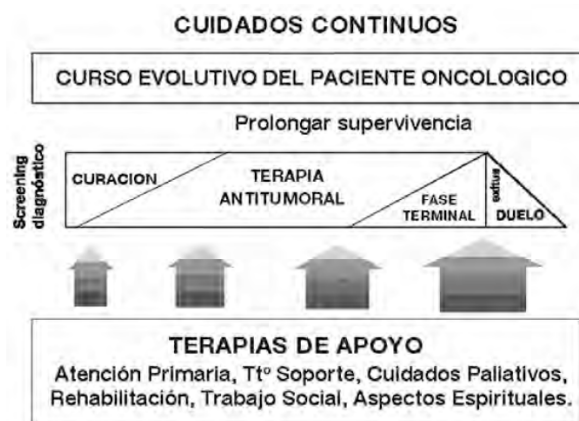 CUIDADOS CONTINUOS
CURSO EVOLUTIVO DEL PACIENTE ONCOLOGICO
Prolongar supervivencia
Screening
diagnóstico
CURACION
TERAPIA
ANTITUMORAL
FASE
TERMINAL
exitus
DUELO
TERAPIAS DE APOYO
Atención Primaria, Ttº Soporte, Cuidados Paliativos,
Rehabilitación, Trabajo Social, Aspectos Espirituales.